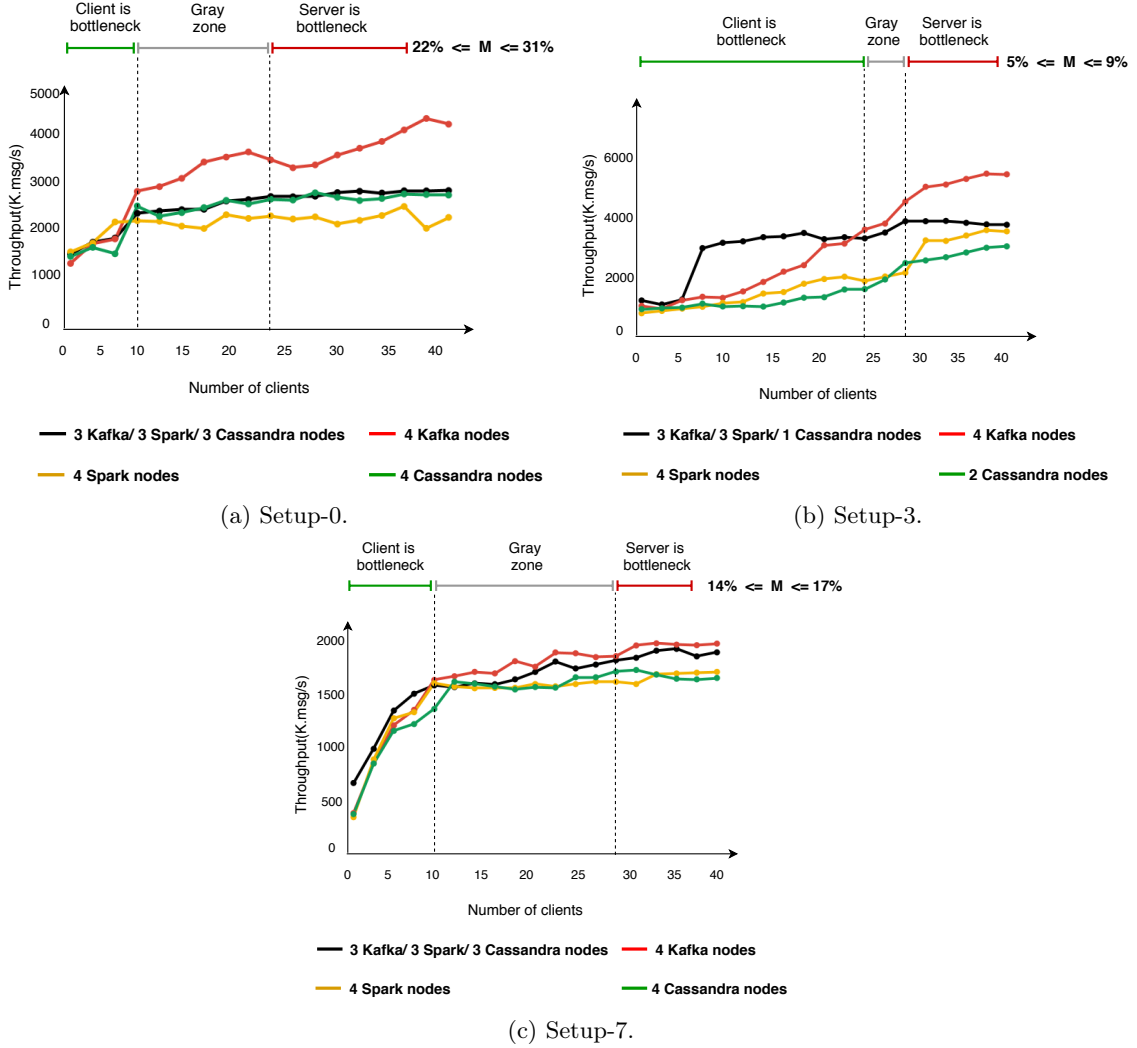 Client is
bottleneck
Gray
zone
Server is
bottleneck
22% <= M <= 31%
5000
4000
3000
2000
1000
0
Throughput(K.msg/s)
0 5 10 15 20 25 30 35 40
Number of clients
3 Kafka/ 3 Spark/ 3 Cassandra nodes
4 Kafka nodes
4 Spark nodes
4 Cassandra nodes
(a) Setup-0.
Client is
bottleneck
Gray
zone
Server is
bottleneck
5% <= M <= 9%
6000
4000
2000
0
Throughput(K.msg/s)
0 5 10 15 20 25 30 35 40
Number of clients
3 Kafka/ 3 Spark/ 1 Cassandra nodes
4 Kafka nodes
4 Spark nodes
2 Cassandra nodes
(b) Setup-3.
Client is
bottleneck
Gray
zone
Server is
bottleneck
14% <= M <= 17%
2000
1500
1000
500
0
Throughput(K.msg/s)
0 5 10 15 20 25 30 35 40
Number of clients
3 Kafka/ 3 Spark/ 3 Cassandra nodes
4 Kafka nodes
4 Spark nodes
4 Cassandra nodes
(c) Setup-7.